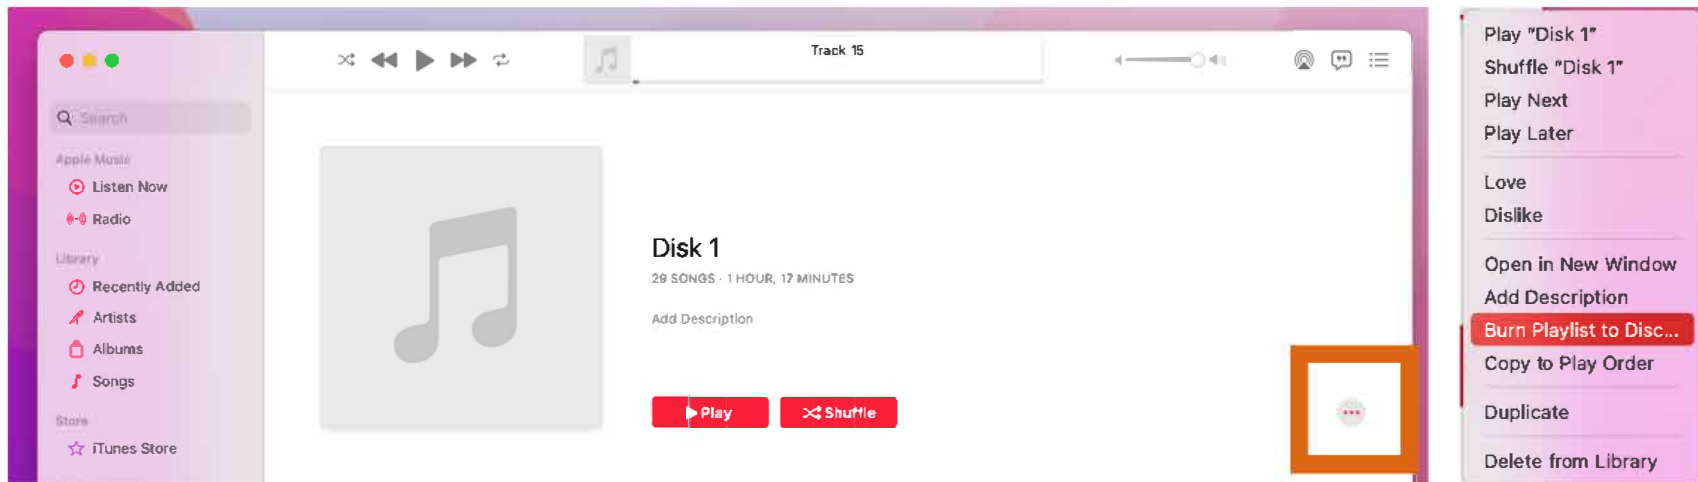 Track 15
Search
Apple Music
Listen Now
Radio
Library
Recently Added
Artists
Albums
Songs
Store
iTunes Store
Disk 1
29 SONGS · 1 HOUR, 17 MINUTES
Add Description
Play
Shuffle
Play "Disk 1"
Shuffle "Disk 1"
Play Next
Play Later
Love
Dislike
Open in New Window
Add Description
Burn Playlist to Disc...
Copy to Play Order
Duplicate
Delete from Library